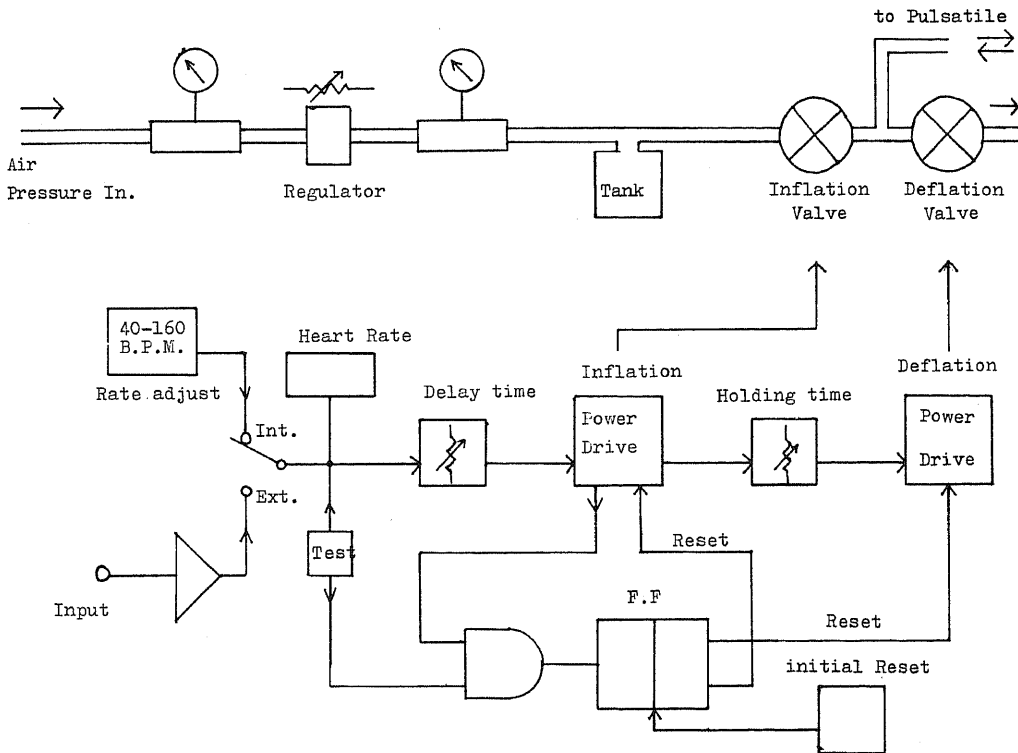 to Pulsatile
Air
Pressure In.
Regulator
Tank
Inflation
Valve
Deflation
Valve
40-160
B.P.M.
Rate adjust
Heart Rate
Int.
Ext.
Delay time
Inflation
Power
Drive
Holding time
Deflation
Power
Drive
Input
Test
Reset
F.F
Reset
initial Reset